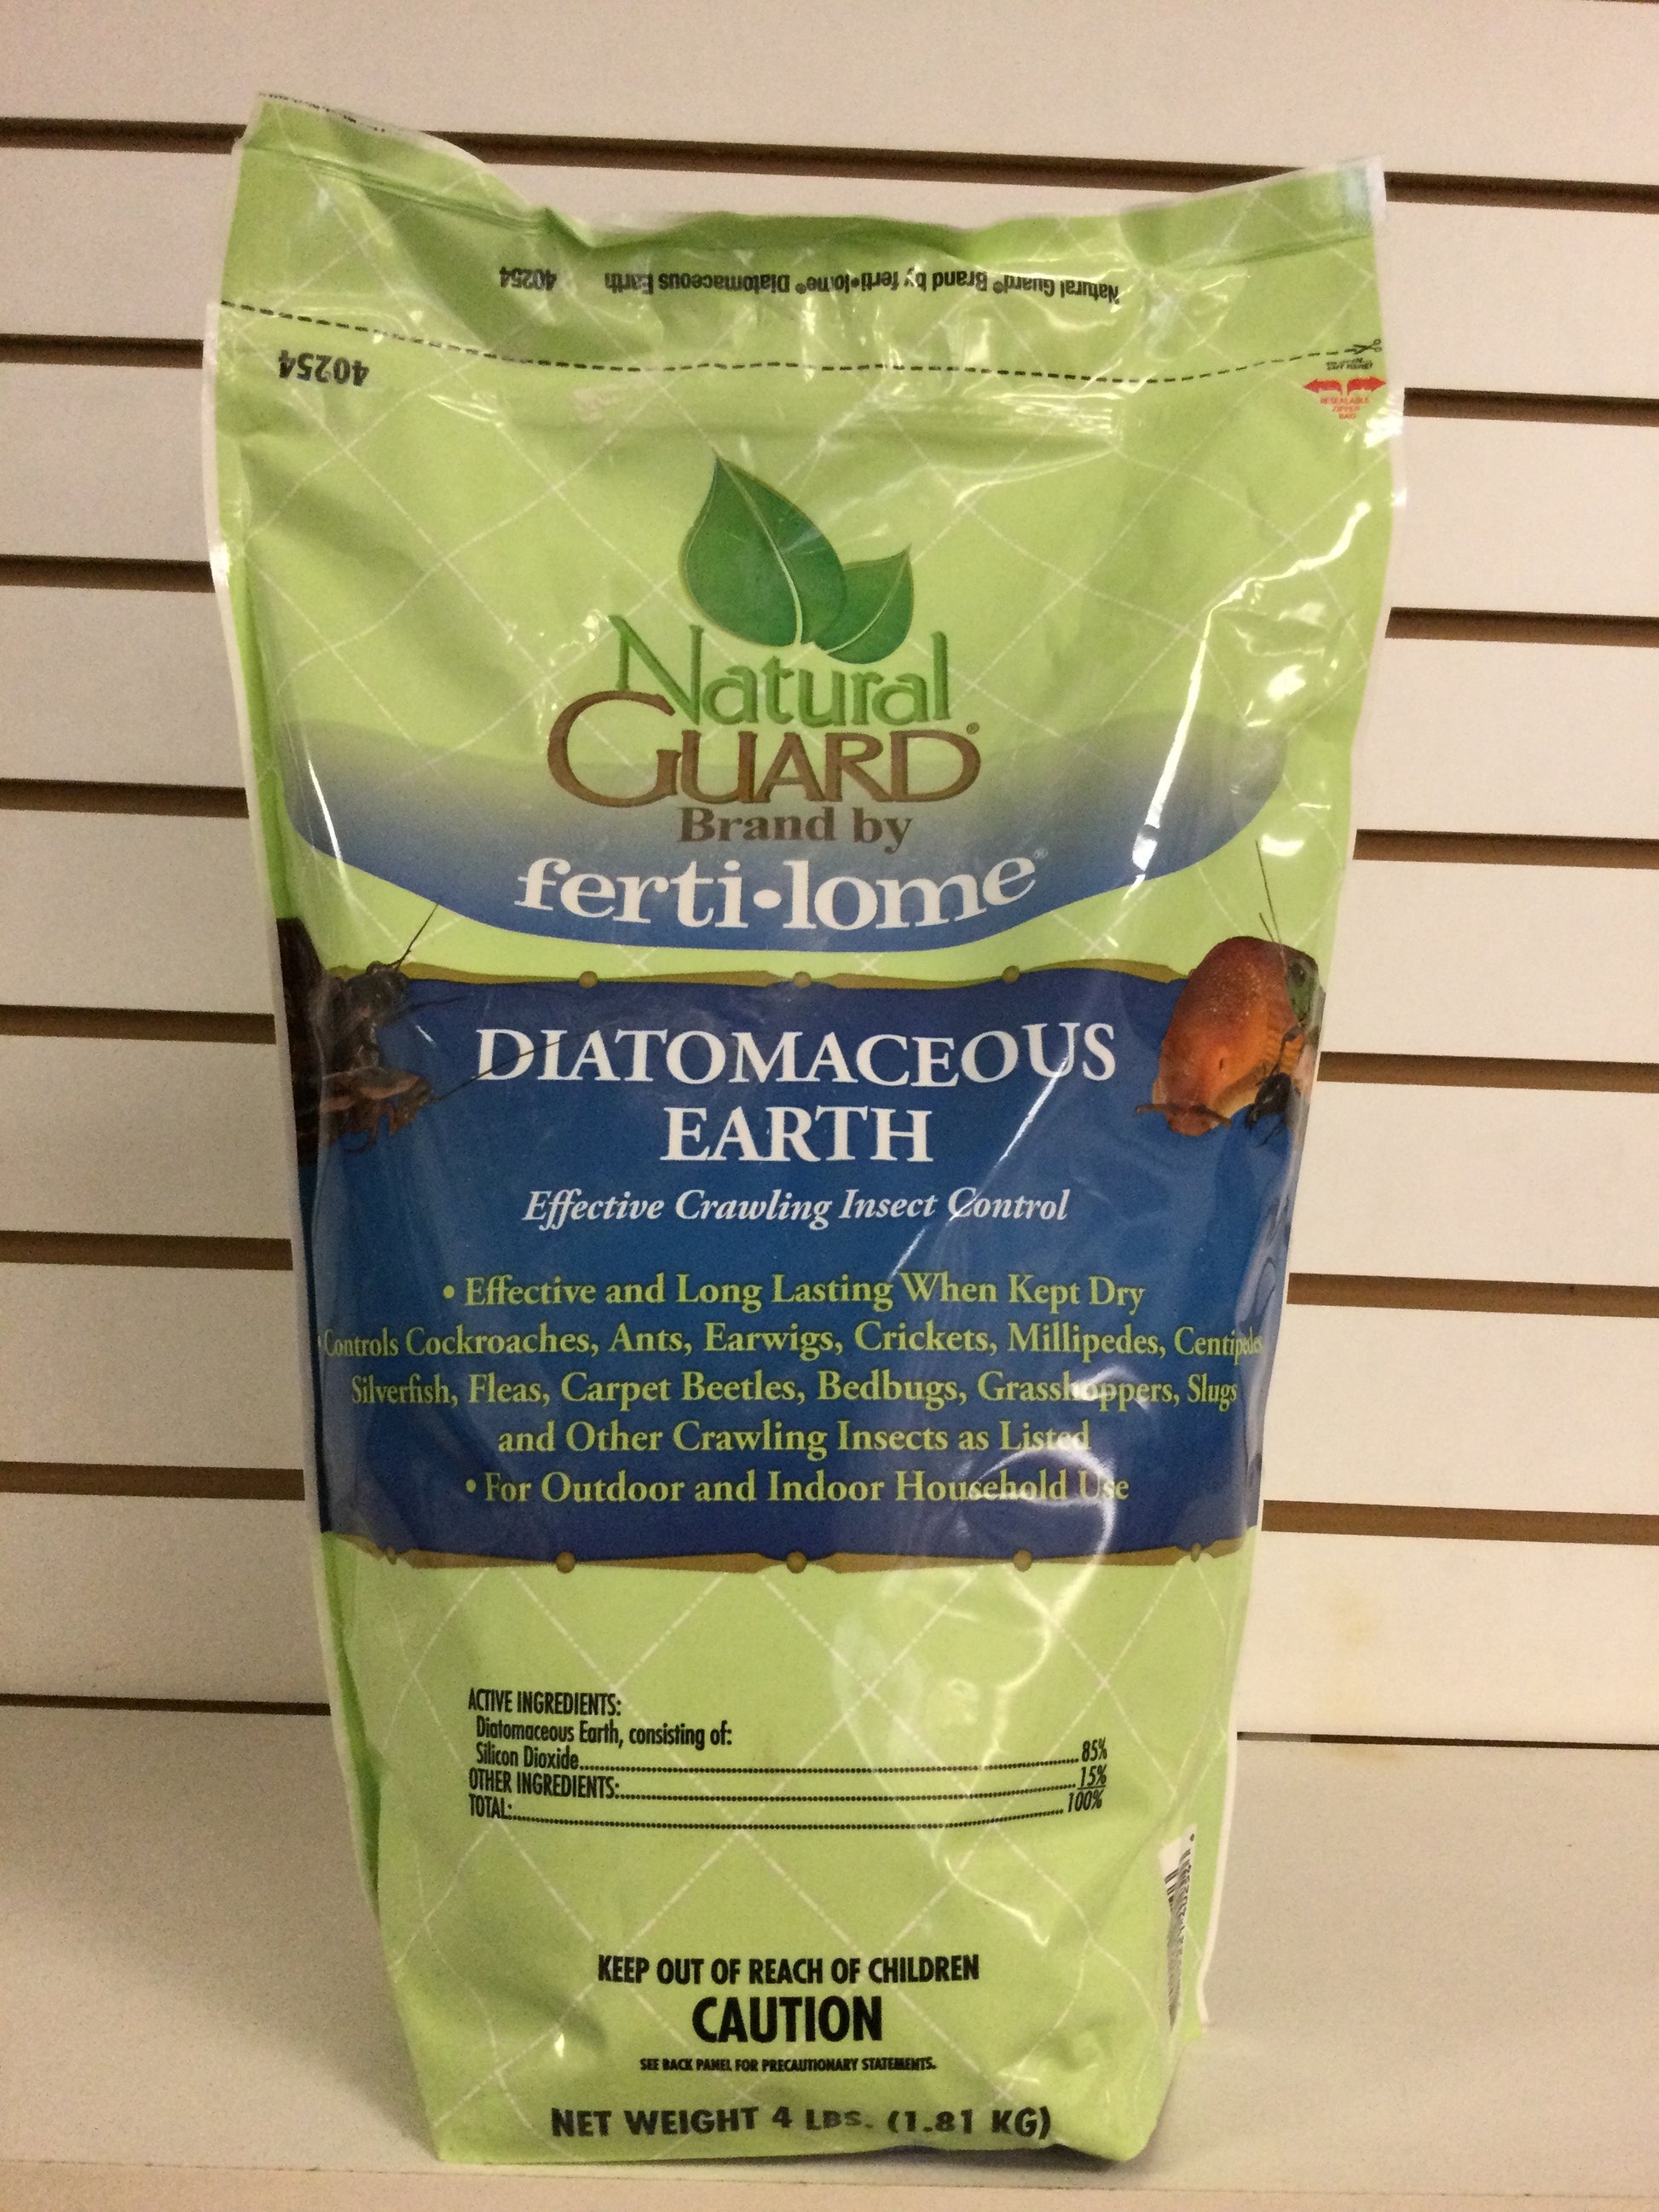 Natural Guard® Brand by ferti•lome® Diatomaceous Earth 40254
40254
RESEALABLE
ZIPPER
BAG
Natural
GUARD®
Brand by
ferti•lome®
DIATOMACEOUS
EARTH
Effective Crawling Insect Control
• Effective and Long Lasting When Kept Dry
• Controls Cockroaches, Ants, Earwigs, Crickets, Millipedes, Centipedes
Silverfish, Fleas, Carpet Beetles, Bedbugs, Grasshoppers, Slugs
and Other Crawling Insects as Listed
• For Outdoor and Indoor Household Use
ACTIVE INGREDIENTS:
Diatomaceous Earth, consisting of:
Silicon Dioxide 85%
OTHER INGREDIENTS: 15%
TOTAL: 100%
KEEP OUT OF REACH OF CHILDREN
CAUTION
SEE BACK PANEL FOR PRECAUTIONARY STATEMENTS.
NET WEIGHT 4 LBS. (1.81 KG)